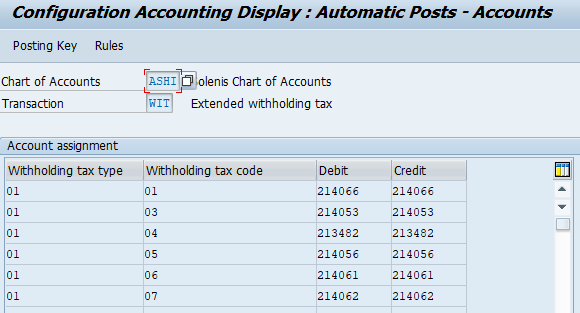 Configuration Accounting Display : Automatic Posts - Accounts
Posting Key Rules
Chart of Accounts ASHI olenis Chart of Accounts
Transaction WIT Extended withholding tax
Account assignment
Withholding tax type Withholding tax code Debit Credit
01 01 214066 214066
01 03 214053 214053
01 04 213482 213482
01 05 214056 214056
01 06 214061 214061
01 07 214062 214062